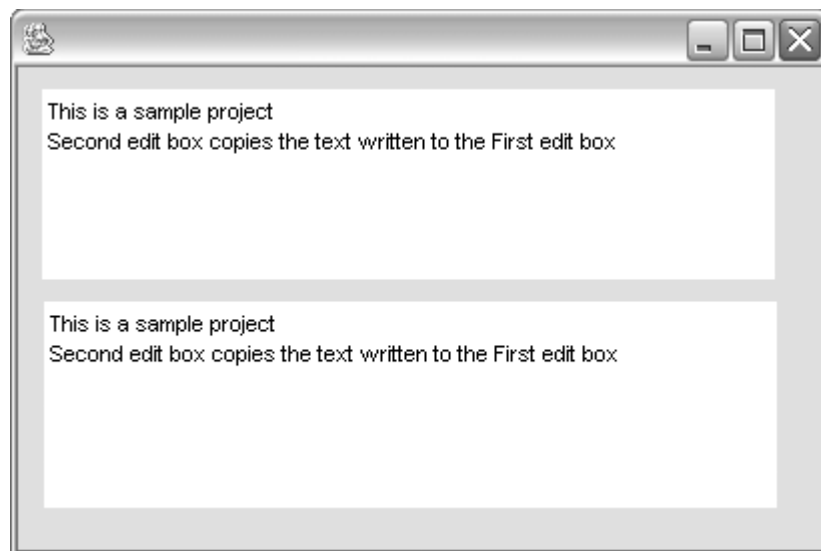 This is a sample project
Second edit box copies the text written to the First edit box
This is a sample project
Second edit box copies the text written to the First edit box